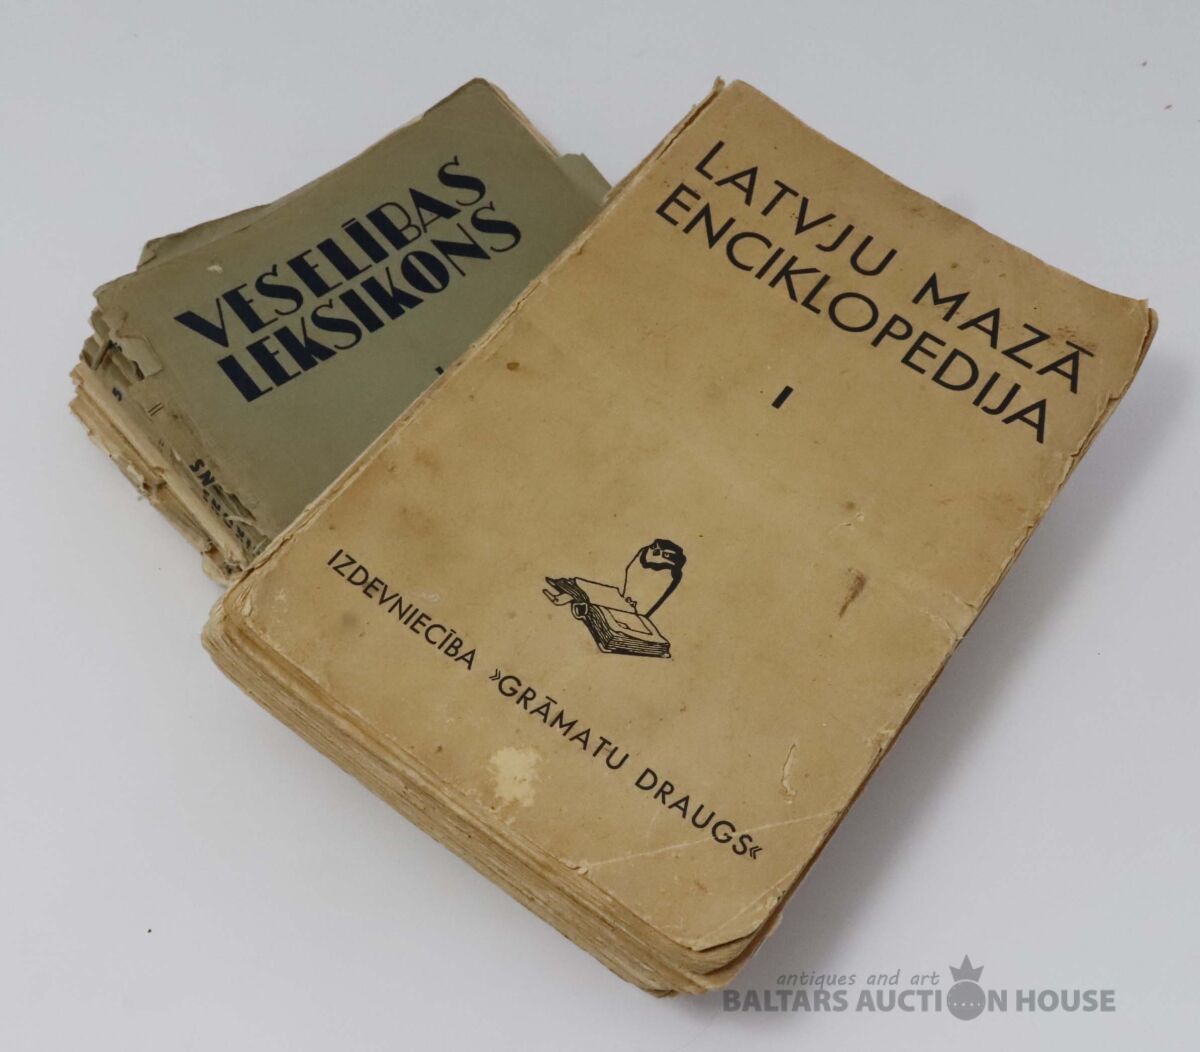 VESELĪBAS
LEKSIKONS
LATVJU MAZĀ
ENCIKLOPEDIJA
I
IZDEVNIECĪBA »GRĀMATU DRAUGS«
antiques and art
BALTARS AUCTION HOUSE